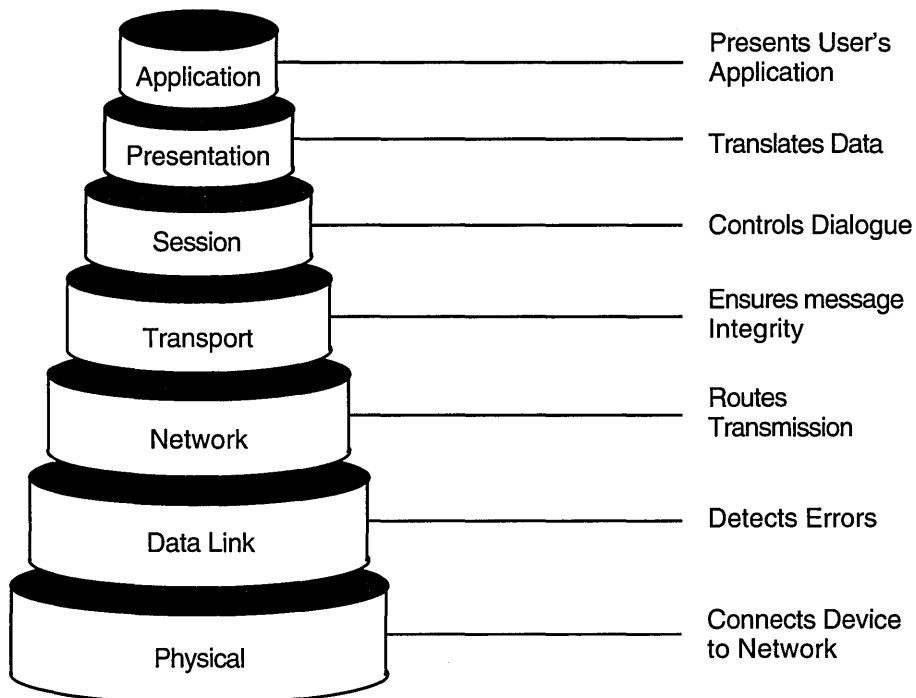 Application
Presents User's
Application
Presentation
Translates Data
Session
Controls Dialogue
Transport
Ensures message
Integrity
Network
Routes
Transmission
Data Link
Detects Errors
Physical
Connects Device
to Network